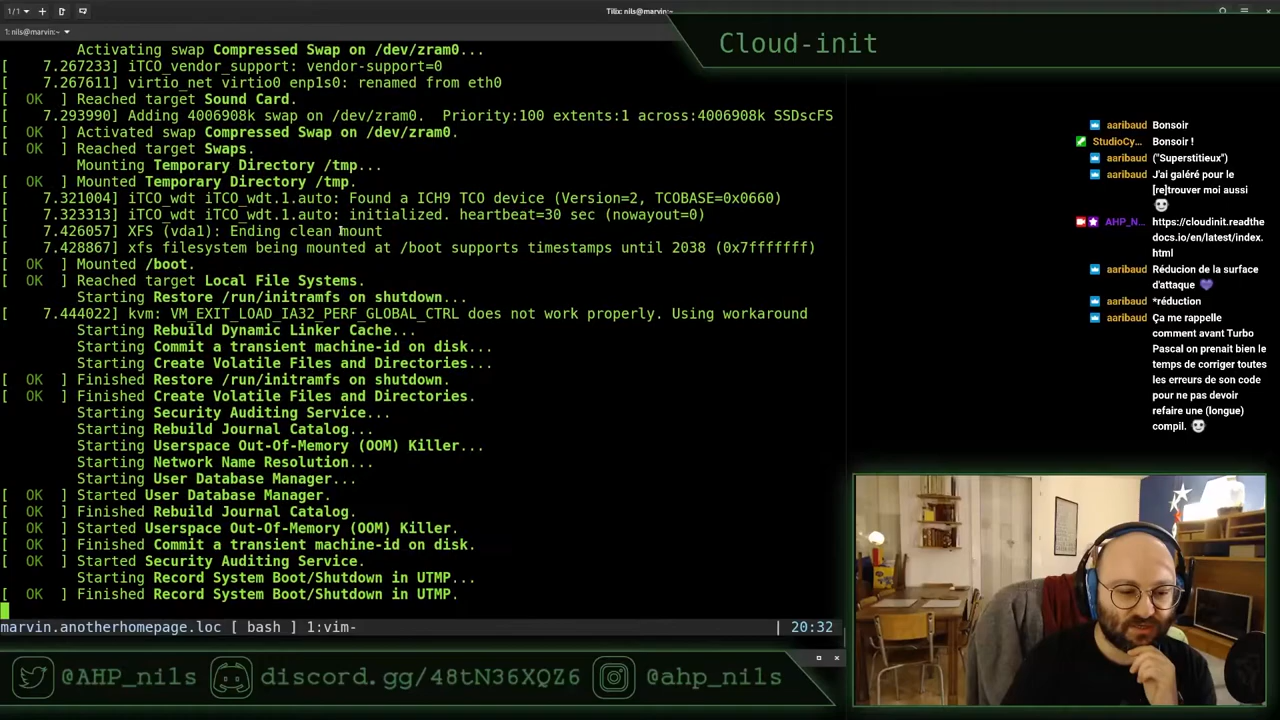 1/1
Tilix: nils@marvin:~
1: nils@marvin:~
Cloud-init
Activating swap Compressed Swap on /dev/zram0...
[    7.267233] iTCO_vendor_support: vendor-support=0
[    7.267611] virtio_net virtio0 enp1s0: renamed from eth0
[  OK  ] Reached target Sound Card.
[    7.293990] Adding 4006908k swap on /dev/zram0.  Priority:100 extents:1 across:4006908k SSDscFS
[  OK  ] Activated swap Compressed Swap on /dev/zram0.
[  OK  ] Reached target Swaps.
Mounting Temporary Directory /tmp...
[  OK  ] Mounted Temporary Directory /tmp.
[    7.321004] iTCO_wdt iTCO_wdt.1.auto: Found a ICH9 TCO device (Version=2, TCOBASE=0x0660)
[    7.323313] iTCO_wdt iTCO_wdt.1.auto: initialized. heartbeat=30 sec (nowayout=0)
[    7.426057] XFS (vda1): Ending clean mount
[    7.428867] xfs filesystem being mounted at /boot supports timestamps until 2038 (0x7fffffff)
[  OK  ] Mounted /boot.
[  OK  ] Reached target Local File Systems.
Starting Restore /run/initramfs on shutdown...
[    7.444022] kvm: VM_EXIT_LOAD_IA32_PERF_GLOBAL_CTRL does not work properly. Using workaround
Starting Rebuild Dynamic Linker Cache...
Starting Commit a transient machine-id on disk...
Starting Create Volatile Files and Directories...
[  OK  ] Finished Restore /run/initramfs on shutdown.
[  OK  ] Finished Create Volatile Files and Directories.
Starting Security Auditing Service...
Starting Rebuild Journal Catalog...
Starting Userspace Out-Of-Memory (OOM) Killer...
Starting Network Name Resolution...
Starting User Database Manager...
[  OK  ] Started User Database Manager.
[  OK  ] Finished Rebuild Journal Catalog.
[  OK  ] Started Userspace Out-Of-Memory (OOM) Killer.
[  OK  ] Finished Commit a transient machine-id on disk.
[  OK  ] Started Security Auditing Service.
Starting Record System Boot/Shutdown in UTMP...
[  OK  ] Finished Record System Boot/Shutdown in UTMP.
marvin.anotherhomepage.loc [ bash ] 1:vim- | 20:32
aaribaud Bonsoir
StudioCy... Bonsoir !
aaribaud ("Superstitieux")
aaribaud J'ai galéré pour le
[re]trouver moi aussi
AHP_N... https://cloudinit.readthe
docs.io/en/latest/index.
html
aaribaud Réducion de la surface
d'attaque
aaribaud *réduction
aaribaud Ça me rappelle
comment avant Turbo
Pascal on prenait bien le
temps de corriger toutes
les erreurs de son code
pour ne pas devoir
refaire une (longue)
compil.
@AHP_nils discord.gg/48tN36XQZ6 @ahp_nils